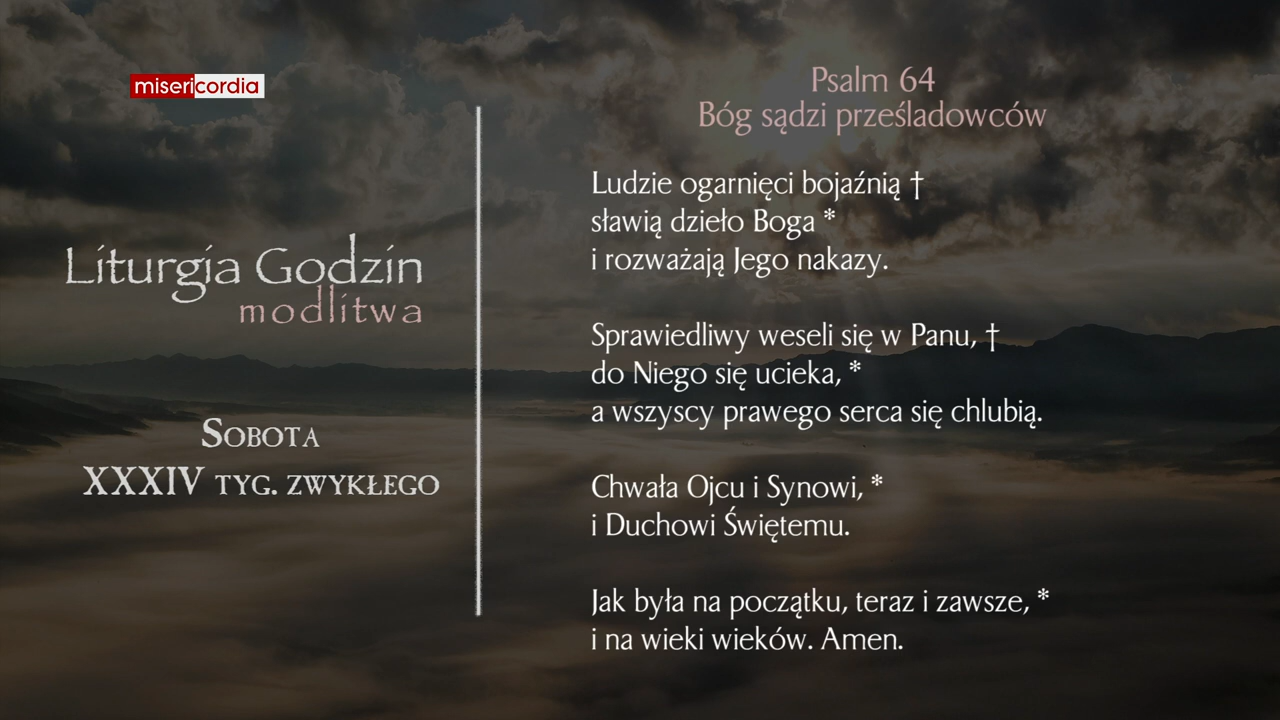 misericordia
Liturgia Godzin
modlitwa
Sobota
XXXIV tyg. zwykłego
Psalm 64
Bóg sądzi prześladowców
Ludzie ogarnięci bojaźnią †
sławią dzieło Boga *
i rozważają Jego nakazy.
Sprawiedliwy weseli się w Panu, †
do Niego się ucieka, *
a wszyscy prawego serca się chlubią.
Chwała Ojcu i Synowi, *
i Duchowi Świętemu.
Jak była na początku, teraz i zawsze, *
i na wieki wieków. Amen.